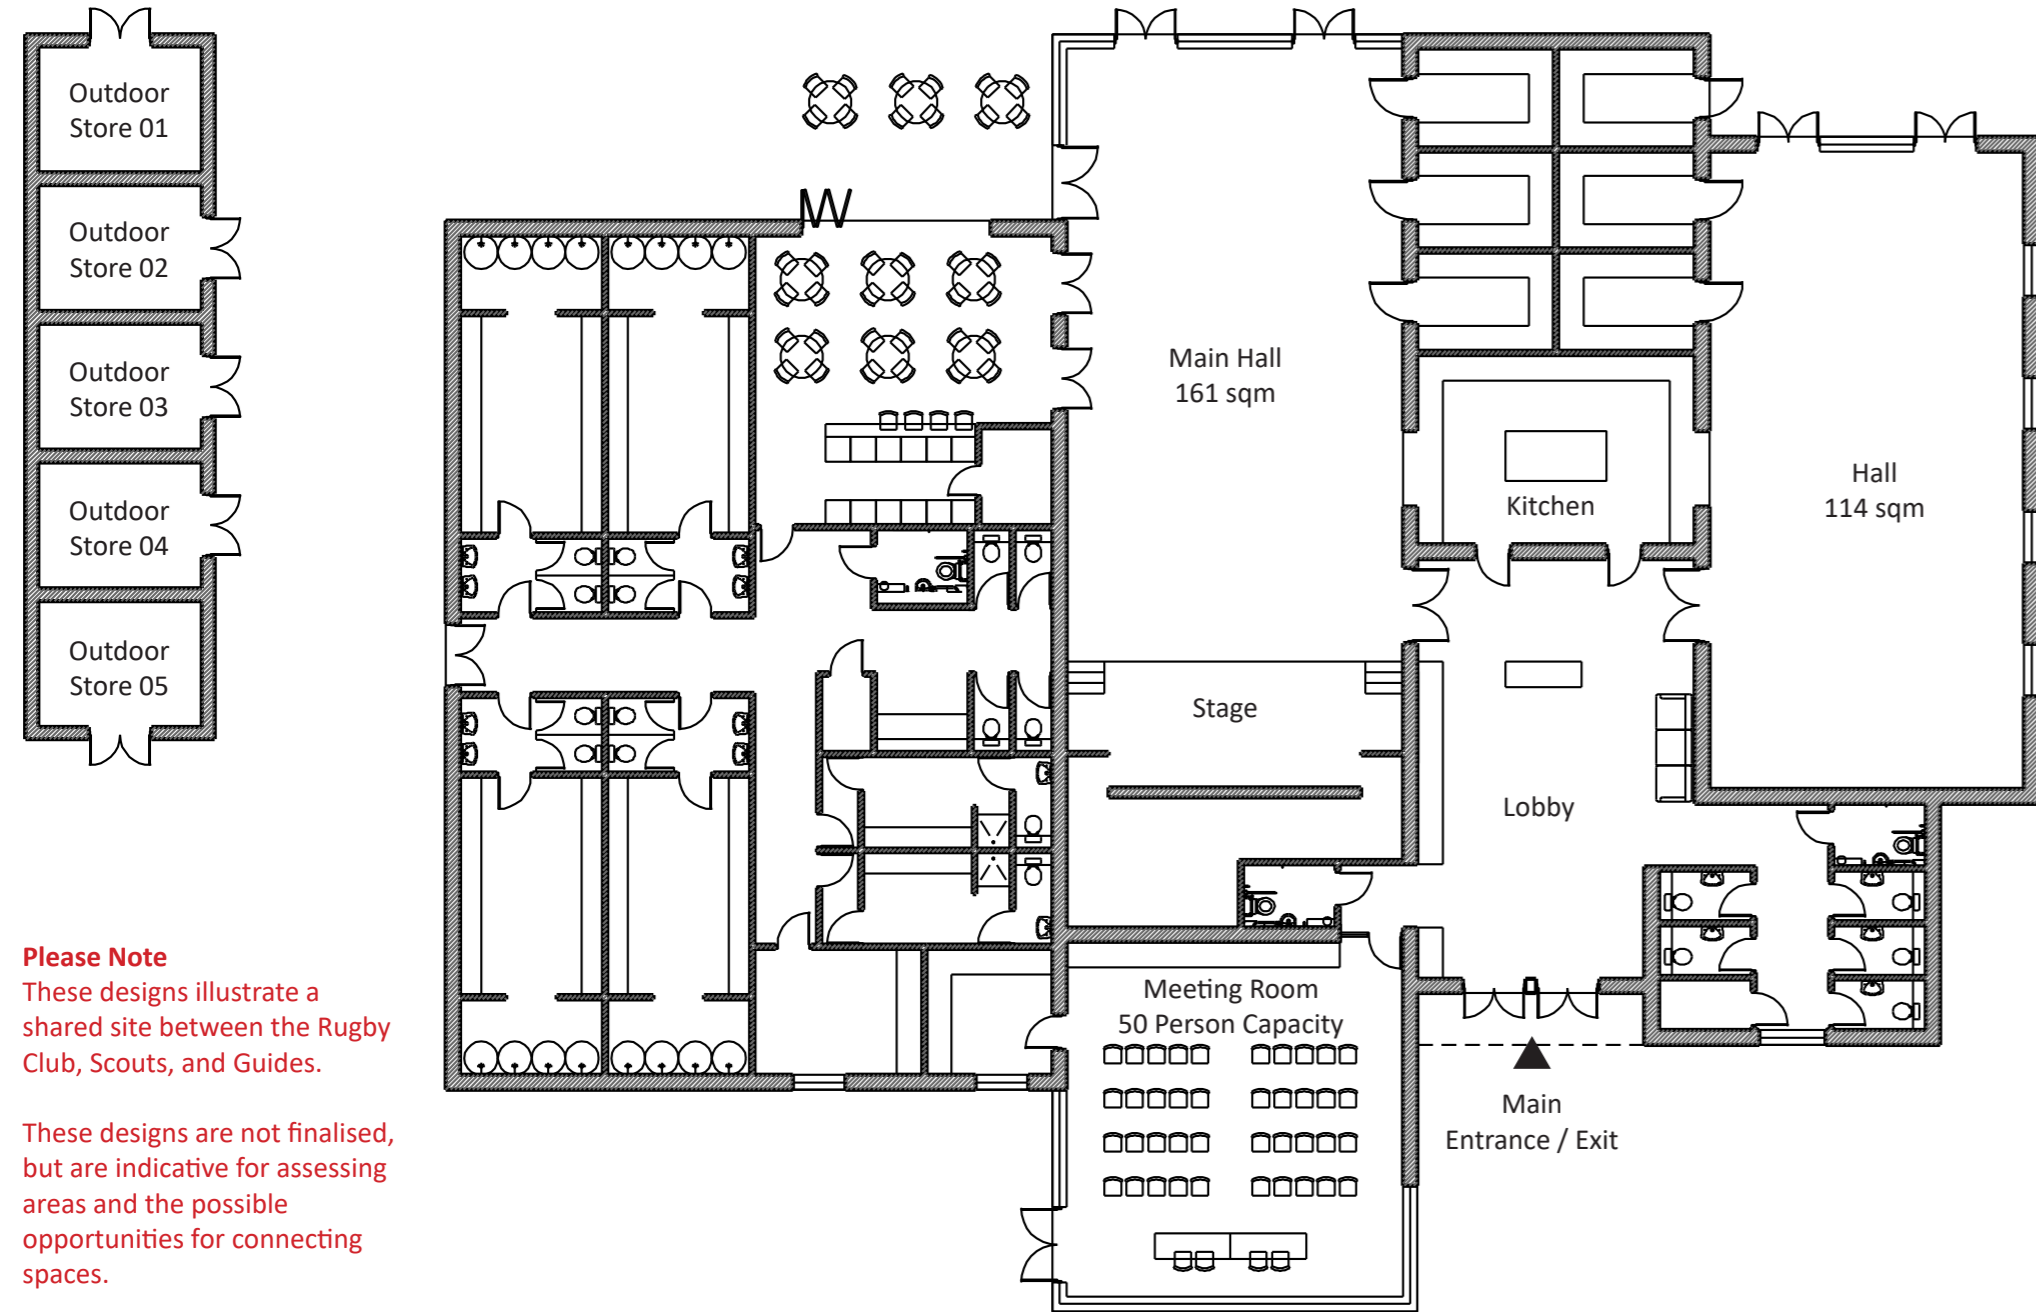 Outdoor
Store 01
Outdoor
Store 02
Outdoor
Store 03
Outdoor
Store 04
Outdoor
Store 05
Main Hall
161 sqm
Kitchen
Hall
114 sqm
Stage
Lobby
Meeting Room
50 Person Capacity
Main
Entrance / Exit
Please Note
These designs illustrate a
shared site between the Rugby
Club, Scouts, and Guides.
These designs are not finalised,
but are indicative for assessing
areas and the possible
opportunities for connecting
spaces.